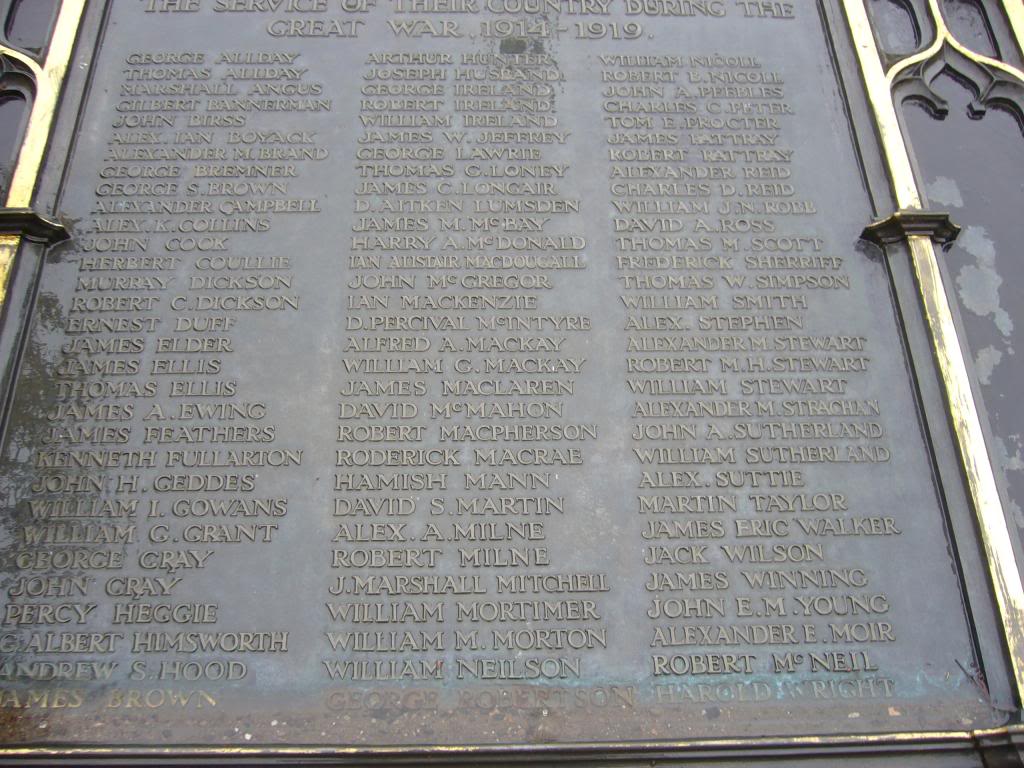 THE SERVICE OF THEIR COUNTRY DURING THE
GREAT WAR. 1914-1919.
GEORGE ALLDAY
THOMAS ALLDAY
MARSHALL ANGUS
GILBERT BANNERMAN
JOHN BIRSS
ALEX. IAN BOYACK
ALEXANDER M. BRAND
GEORGE BREMNER
GEORGE S. BROWN
ALEXANDER CAMPBELL
ALEX. K. COLLINS
JOHN COCK
HERBERT COULLIE
MURRAY DICKSON
ROBERT C. DICKSON
ERNEST DUFF
JAMES ELDER
JAMES ELLIS
THOMAS ELLIS
JAMES A. EWING
JAMES FEATHERS
KENNETH FULLARTON
JOHN H. GEDDES
WILLIAM I. GOWANS
WILLIAM G. GRANT
GEORGE GRAY
JOHN GRAY
PERCY HEGGIE
G. ALBERT HIMSWORTH
ANDREW S. HOOD
JAMES BROWN
ARTHUR HUNTER
JOSEPH HUSBAND
GEORGE IRELAND
ROBERT IRELAND
WILLIAM IRELAND
JAMES W. JEFFREY
GEORGE LAWRIE
THOMAS C. LONEY
JAMES C. LONGAIR
D. AITKEN LUMSDEN
JAMES M. McBAY
HARRY A. McDONALD
IAN ALISTAIR MACDOUGALL
JOHN McGREGOR
IAN MACKENZIE
D. PERCIVAL McINTYRE
ALFRED A. MACKAY
WILLIAM G. MACKAY
JAMES MACLAREN
DAVID McMAHON
ROBERT MACPHERSON
RODERICK MACRAE
HAMISH MANN
DAVID S. MARTIN
ALEX. A. MILNE
ROBERT MILNE
J. MARSHALL MITCHELL
WILLIAM MORTIMER
WILLIAM M. MORTON
WILLIAM NEILSON
GEORGE ROBERTSON
WILLIAM NICOLL
ROBERT B. NICOLL
JOHN A. PEEBLES
CHARLES C. PETER
TOM E. PROCTER
JAMES RATTRAY
ROBERT RATTRAY
ALEXANDER REID
CHARLES D. REID
WILLIAM J. N. ROBB
DAVID A. ROSS
THOMAS M. SCOTT
FREDERICK SHERRIFF
THOMAS W. SIMPSON
WILLIAM SMITH
ALEX. STEPHEN
ALEXANDER M. STEWART
ROBERT M. H. STEWART
WILLIAM STEWART
ALEXANDER M. STRACHAN
JOHN A. SUTHERLAND
WILLIAM SUTHERLAND
ALEX. SUTTIE
MARTIN TAYLOR
JAMES ERIC WALKER
JACK WILSON
JAMES WINNING
JOHN E. M. YOUNG
ALEXANDER E. MOIR
ROBERT McNEIL
HAROLD WRIGHT